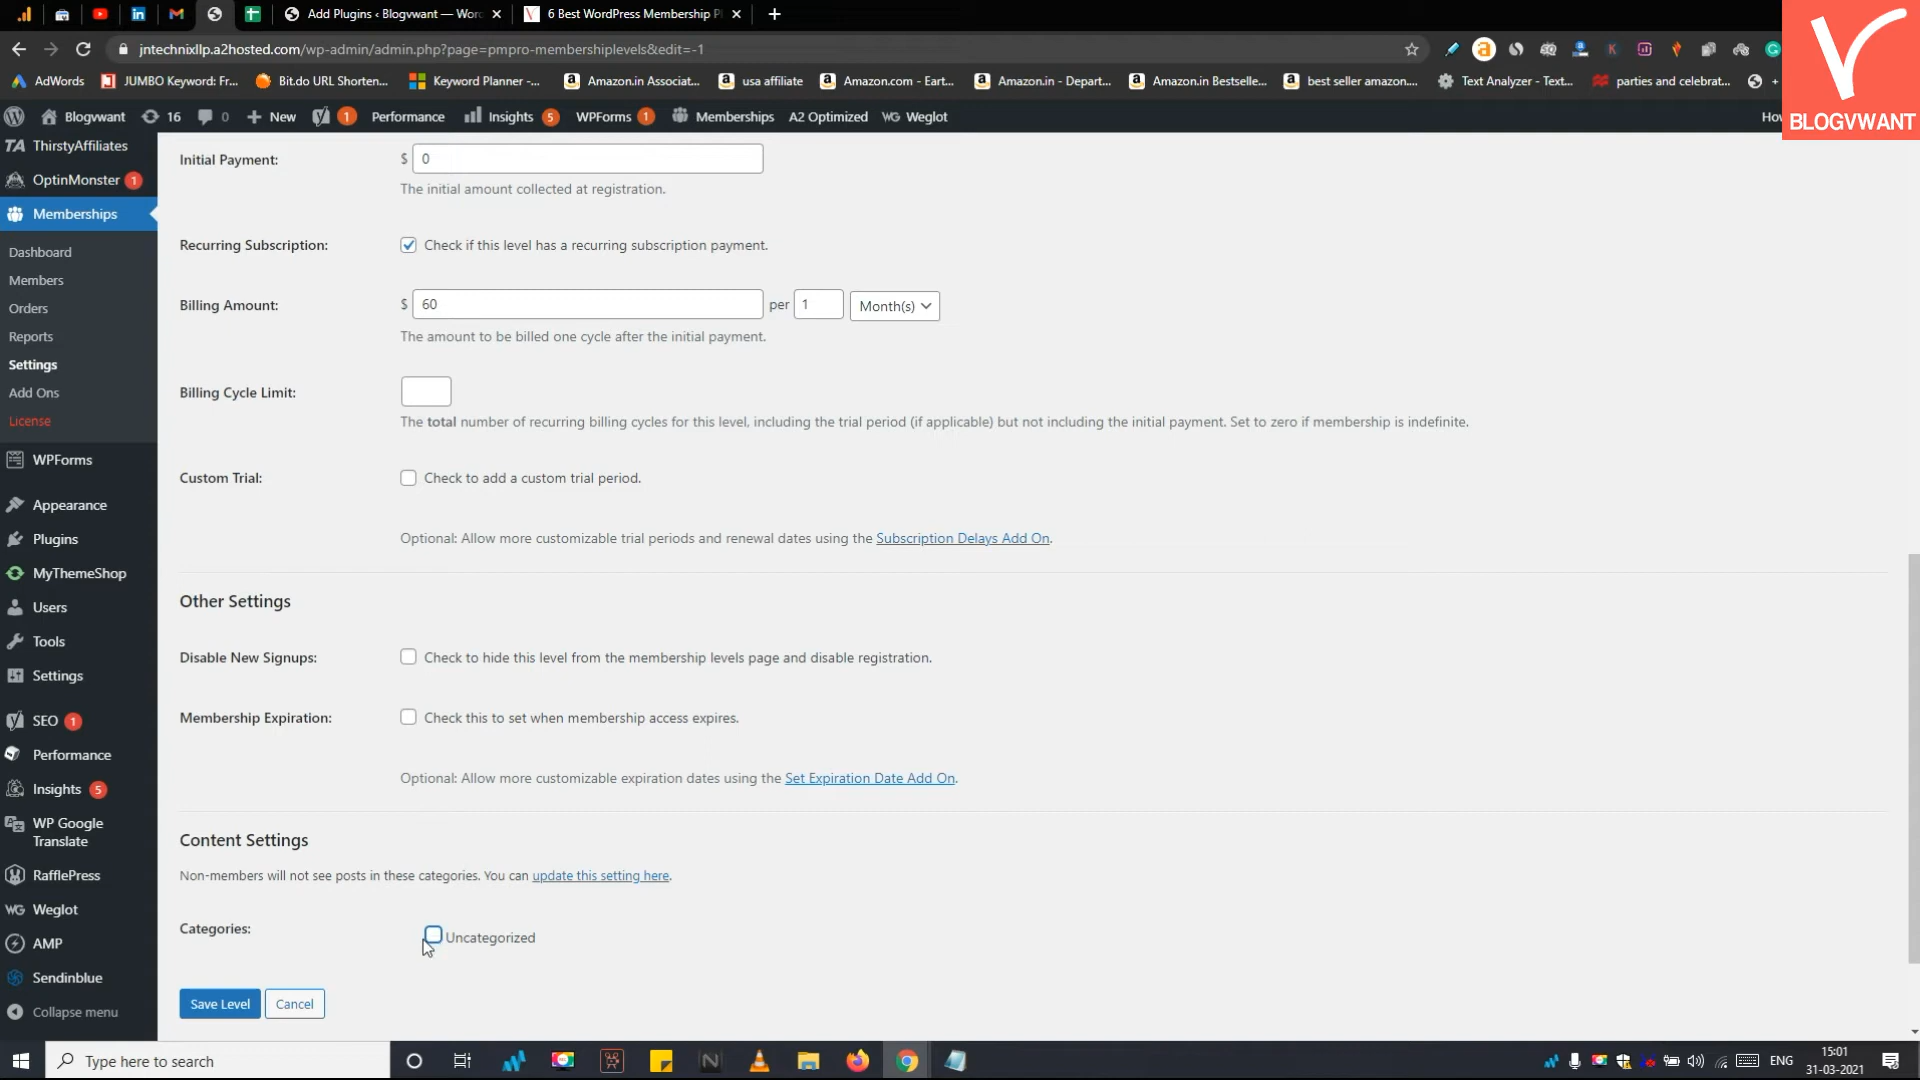 Add Plugins ‹ Blogvwant — Worc
6 Best WordPress Membership P
jntechnixllp.a2hosted.com/wp-admin/admin.php?page=pmpro-membershiplevels&edit=-1
AdWords
JUMBO Keyword: Fr...
Bit.do URL Shorten...
Keyword Planner -...
Amazon.in Associat...
usa affiliate
Amazon.com - Eart...
Amazon.in - Depart...
Amazon.in Bestselle...
best seller amazon....
Text Analyzer - Text...
parties and celebrat...
BLOGVWANT
Blogvwant
16
0
New
1
Performance
Insights 5
WPForms 1
Memberships
A2 Optimized
WG Weglot
How
TA ThirstyAffiliates
OptinMonster 1
Memberships
Dashboard
Members
Orders
Reports
Settings
Add Ons
License
WPForms
Appearance
Plugins
MyThemeShop
Users
Tools
Settings
SEO 1
Performance
Insights 5
WP Google
Translate
RafflePress
WG Weglot
AMP
Sendinblue
Collapse menu
Initial Payment:
$ 0
The initial amount collected at registration.
Recurring Subscription:
Check if this level has a recurring subscription payment.
Billing Amount:
$ 60 per 1 Month(s)
The amount to be billed one cycle after the initial payment.
Billing Cycle Limit:
The total number of recurring billing cycles for this level, including the trial period (if applicable) but not including the initial payment. Set to zero if membership is indefinite.
Custom Trial:
Check to add a custom trial period.
Optional: Allow more customizable trial periods and renewal dates using the Subscription Delays Add On.
Other Settings
Disable New Signups:
Check to hide this level from the membership levels page and disable registration.
Membership Expiration:
Check this to set when membership access expires.
Optional: Allow more customizable expiration dates using the Set Expiration Date Add On.
Content Settings
Non-members will not see posts in these categories. You can update this setting here.
Categories:
Uncategorized
Save Level
Cancel
Type here to search
ENG
15:01
31-03-2021